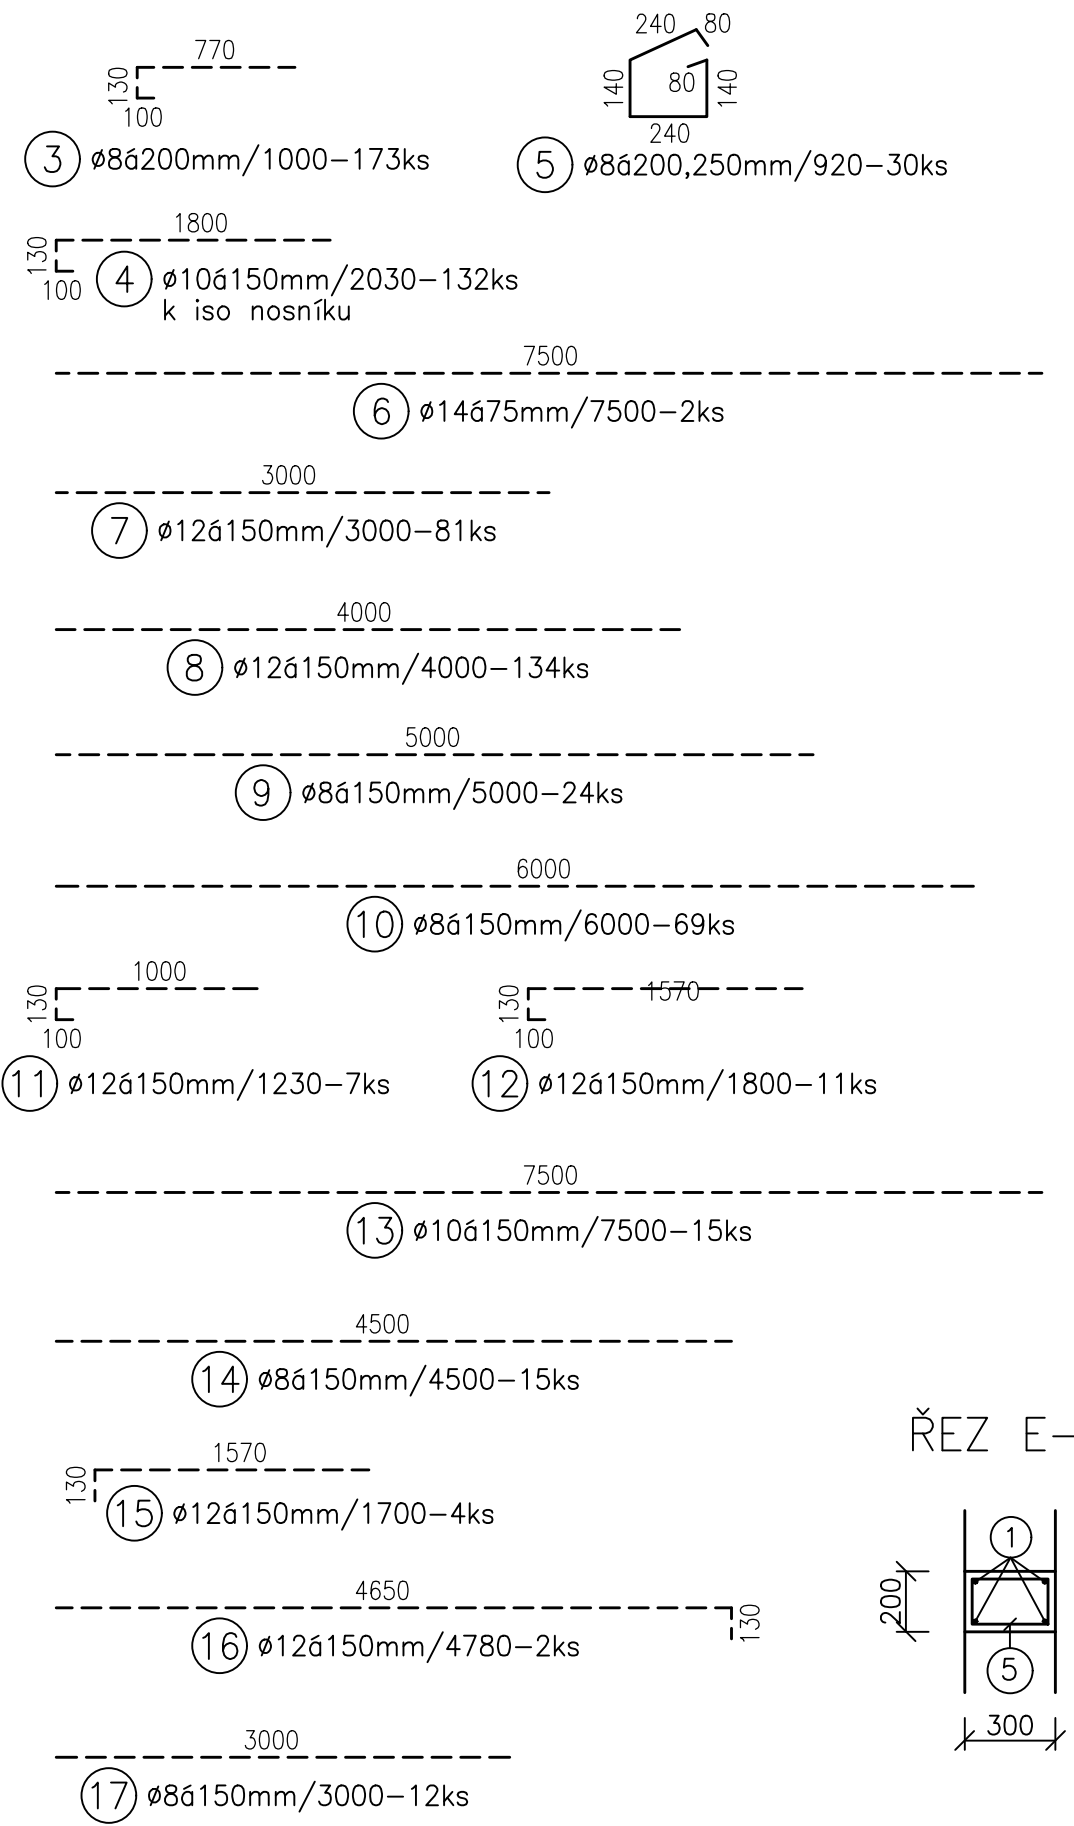 770
130
100
3 ø8á200mm/1000-173ks
240 80
140 80 140
240
5 ø8á200,250mm/920-30ks
1800
130
100
4 ø10á150mm/2030-132ks
k iso nosníku
7500
6 ø14á75mm/7500-2ks
3000
7 ø12á150mm/3000-81ks
4000
8 ø12á150mm/4000-134ks
5000
9 ø8á150mm/5000-24ks
6000
10 ø8á150mm/6000-69ks
1000
130
100
11 ø12á150mm/1230-7ks
1570
130
100
12 ø12á150mm/1800-11ks
7500
13 ø10á150mm/7500-15ks
4500
14 ø8á150mm/4500-15ks
1570
130
15 ø12á150mm/1700-4ks
4650
130
16 ø12á150mm/4780-2ks
3000
17 ø8á150mm/3000-12ks
ŘEZ E-
1
200
5
300